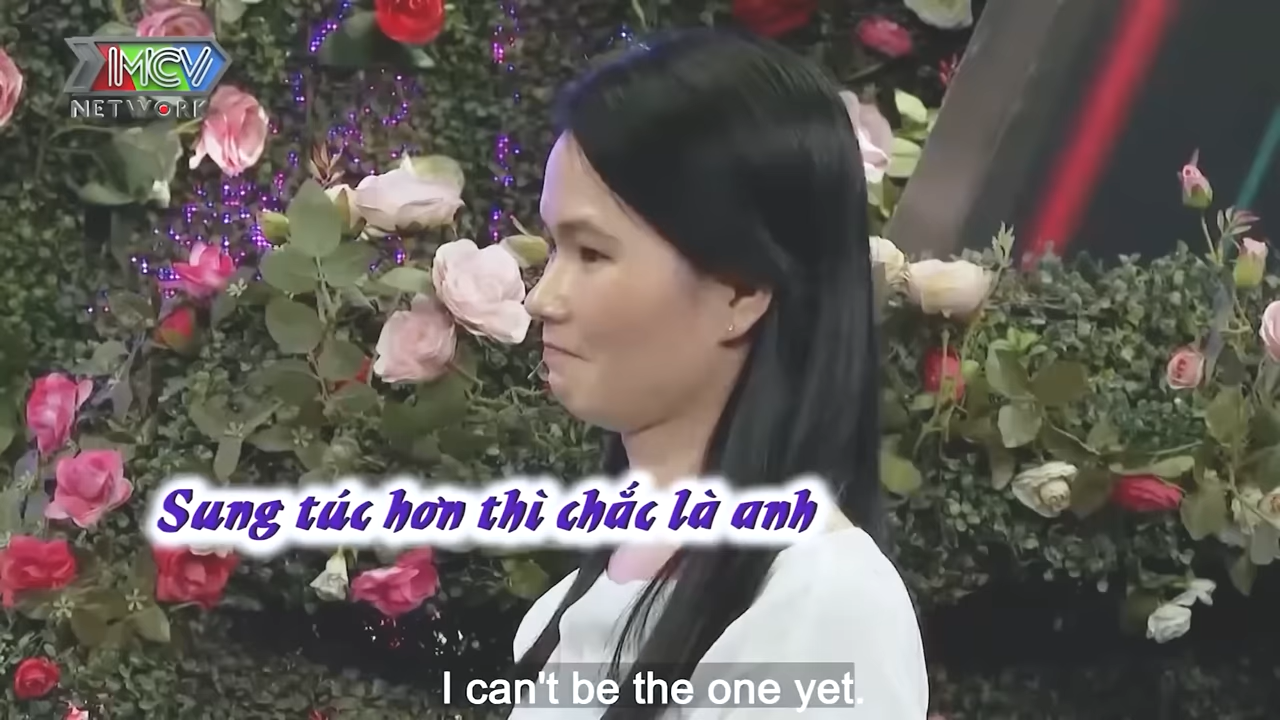 MCV
NETWORK
Sung túc hơn thì chắc là anh
I can't be the one yet.